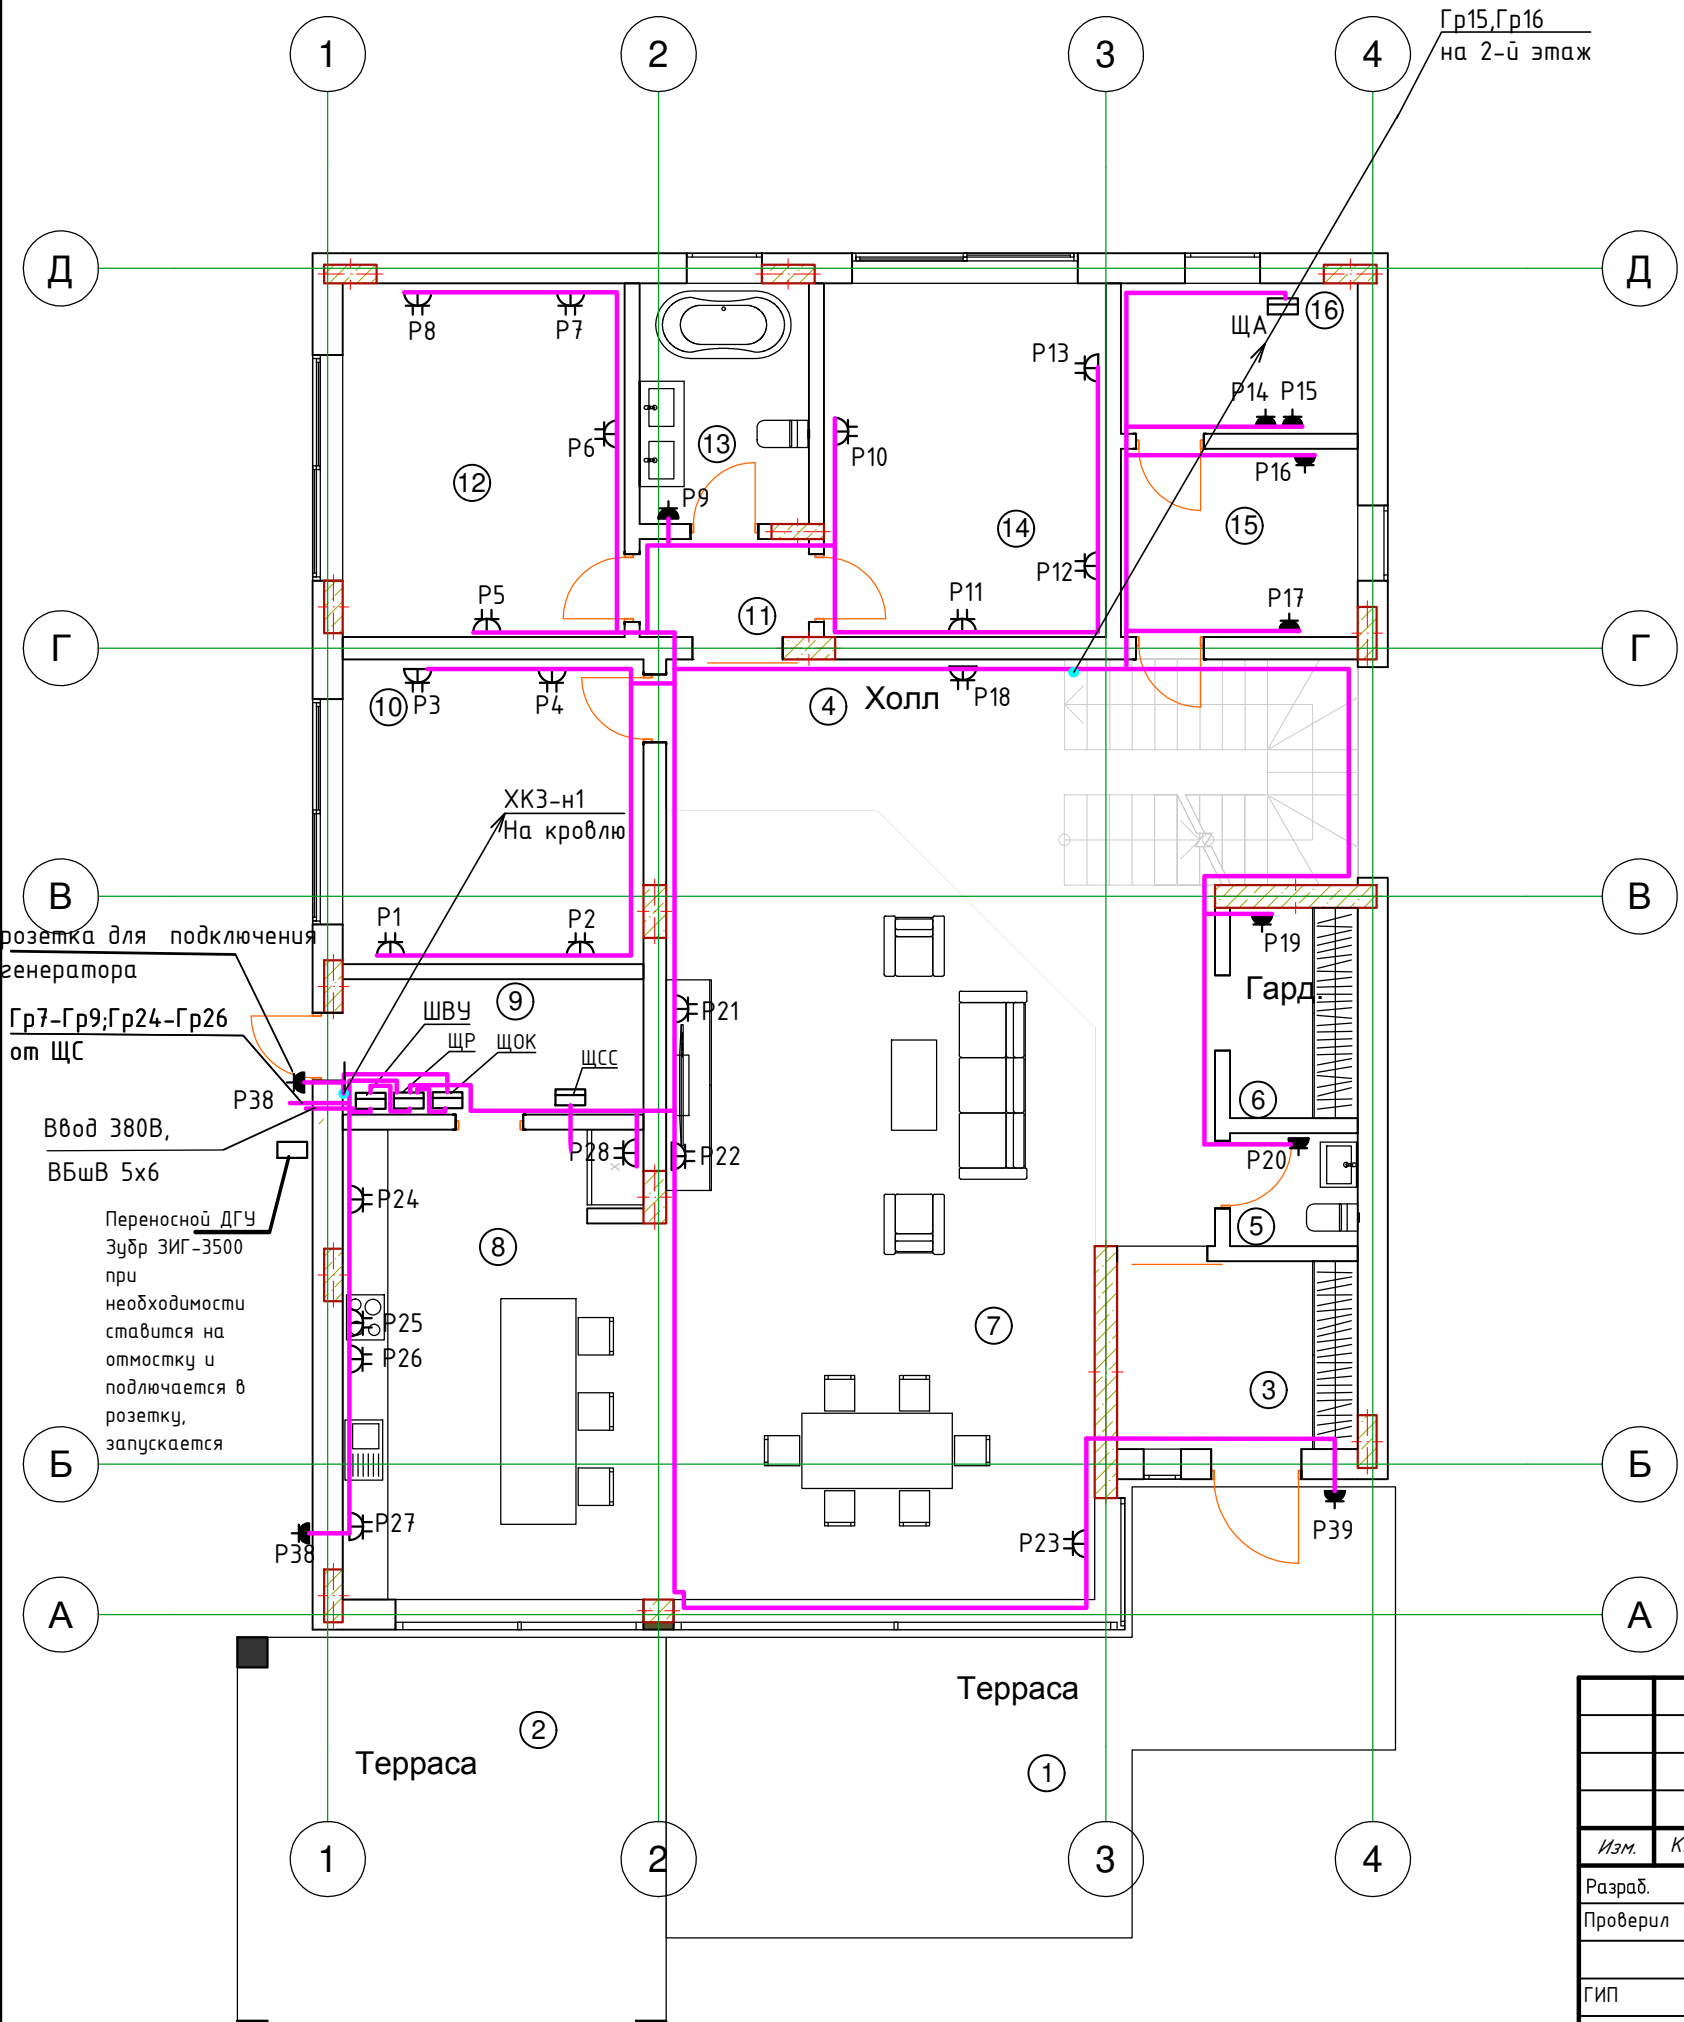 Гр15,Гр16
на 2-й этаж
1
2
3
4
Д
Д
Р8
Р7
ЩА
16
Р13
Р14
Р15
Р6
13
Р10
12
Р16
Р9
14
15
Р5
Р12
Р11
11
Р17
Г
Г
10
Р3
Р4
4
Холл
Р18
ХК3-н1
На кровлю
В
В
Р1
Р2
розетка для подключения
генератора
Р19
Гард.
9
Гр7-Гр9;Гр24-Гр26
от ЩС
ШВУ
ЩР
ЩОК
ЩСС
Р21
Р38
6
Ввод 380В,
ВБшВ 5х6
Р28
Р22
Р20
Р24
5
Переносной ДГУ
Зубр ЗИГ-3500
при
необходимости
ставится на
отмостку и
подлючается в
розетку,
запускается
8
Р25
Р26
7
3
Б
Б
Р27
Р38
Р23
Р39
А
А
Терраса
2
Терраса
1
1
2
3
4
Изм.
К
Разраб.
Проверил
ГИП